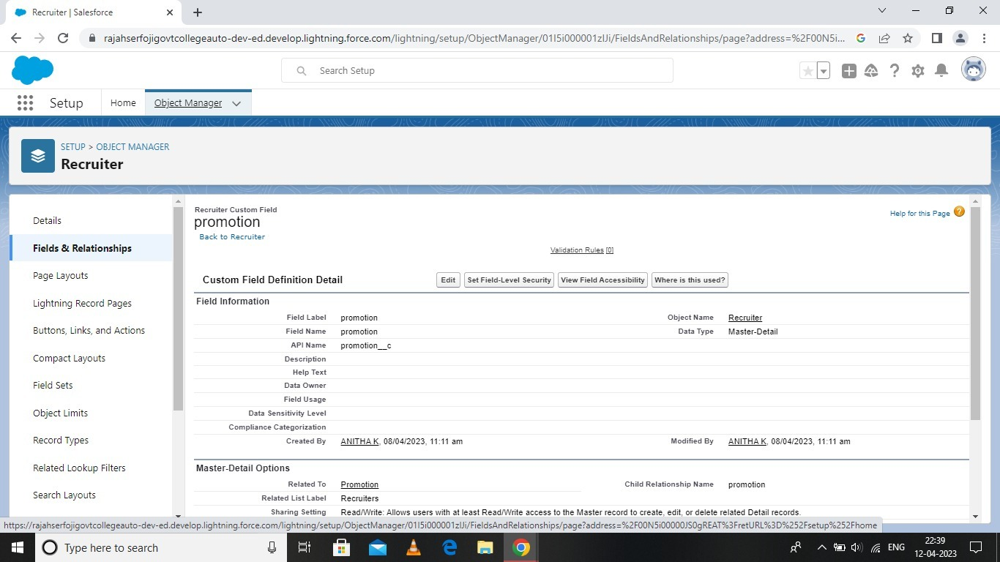 Recruiter | Salesforce
rajahserfojigovtcollegeauto-dev-ed.develop.lightning.force.com/lightning/setup/ObjectManager/01I5i000001zIJi/FieldsAndRelationships/page?address=%2F00N5i...
Search Setup
Setup
Home
Object Manager
SETUP > OBJECT MANAGER
Recruiter
Details
Fields & Relationships
Page Layouts
Lightning Record Pages
Buttons, Links, and Actions
Compact Layouts
Field Sets
Object Limits
Record Types
Related Lookup Filters
Search Layouts
Recruiter Custom Field
promotion
Back to Recruiter
Help for this Page
Validation Rules [0]
Custom Field Definition Detail
Edit
Set Field-Level Security
View Field Accessibility
Where is this used?
Field Information
Field Label promotion Object Name Recruiter
Field Name promotion Data Type Master-Detail
API Name promotion__c
Description
Help Text
Data Owner
Field Usage
Data Sensitivity Level
Compliance Categorization
Created By ANITHA K, 08/04/2023, 11:11 am Modified By ANITHA K, 08/04/2023, 11:11 am
Master-Detail Options
Related To Promotion Child Relationship Name promotion
Related List Label Recruiters
Sharing Setting Read/Write: Allows users with at least Read/Write access to the Master record to create, edit, or delete related Detail records.
https://rajahserfojigovtcollegeauto-dev-ed.develop.lightning.force.com/lightning/setup/ObjectManager/01I5i000001zIJi/FieldsAndRelationships/page?address=%2F00N5i00000JS0gREAT%3FretURL%3D%252Fsetup%252Fhome
Type here to search
ENG
22:39
12-04-2023